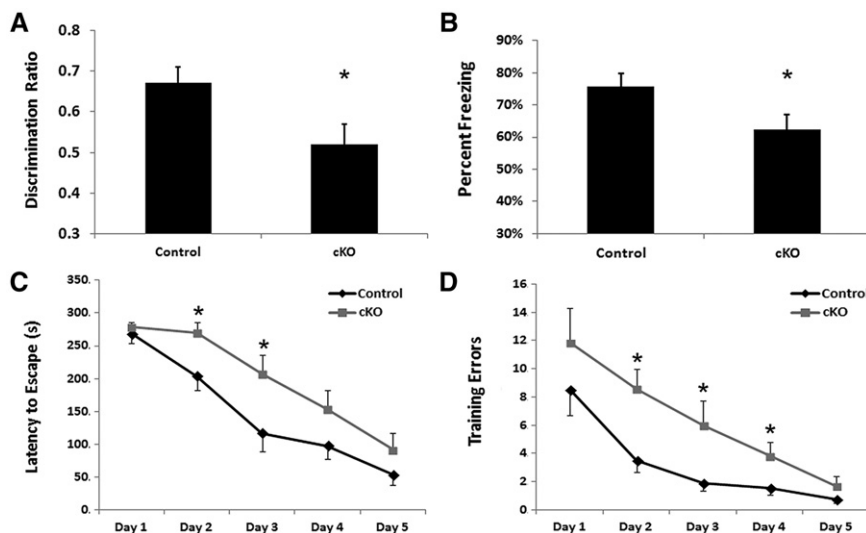 A
Discrimination Ratio
0.8
0.7
0.6
0.5
0.4
0.3
*
Control
cKO
B
Percent Freezing
90%
80%
70%
60%
50%
40%
30%
*
Control
cKO
C
Latency to Escape (s)
350.
300.
250.
200.
150.
100.
50.
0.
* *
Control
cKO
Day 1 Day 2 Day 3 Day 4 Day 5
D
Training Errors
16
14
12
10
8
6
4
2
0
* * *
Control
cKO
Day 1 Day 2 Day 3 Day 4 Day 5